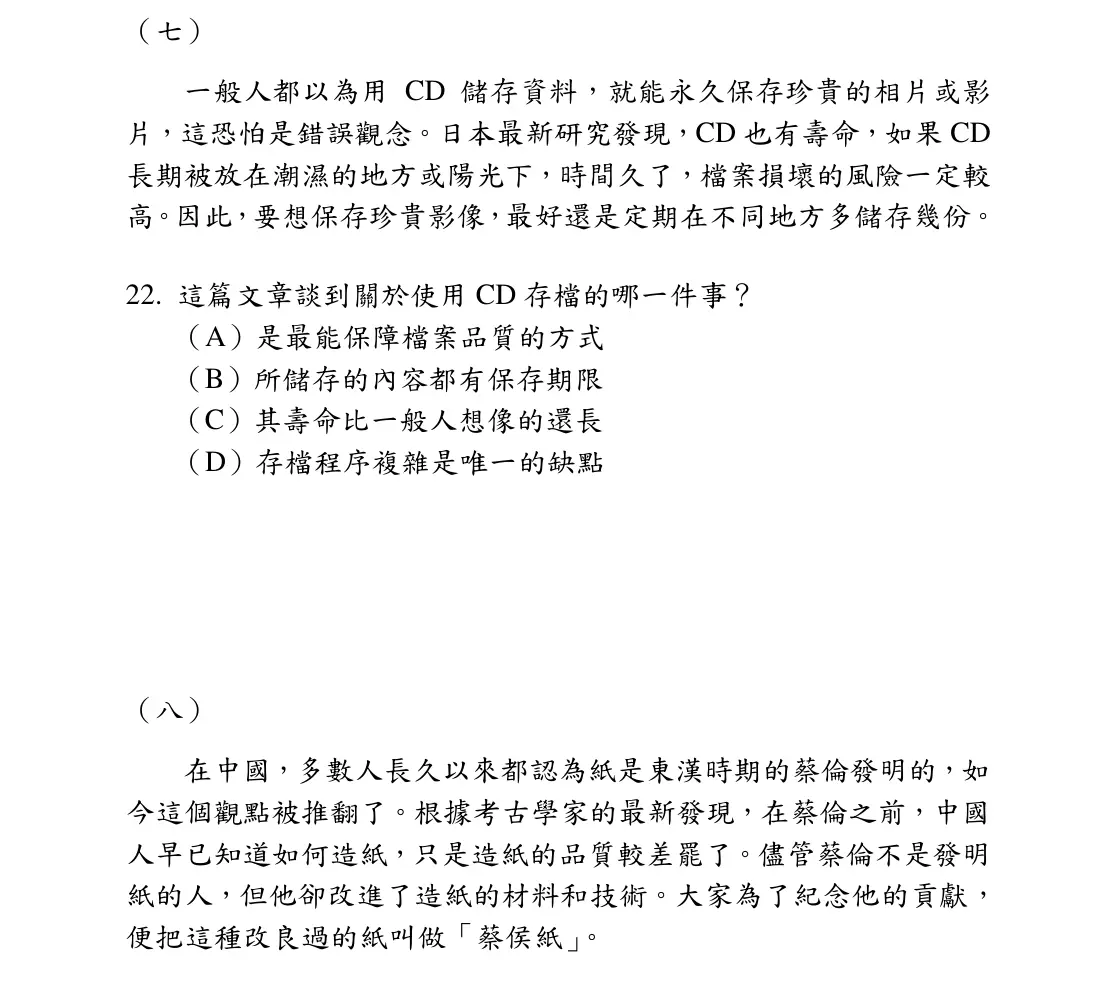 （七）
一般人都以為用 CD 儲存資料，就能永久保存珍貴的相片或影
片，這恐怕是錯誤觀念。日本最新研究發現，CD 也有壽命，如果 CD
長期被放在潮濕的地方或陽光下，時間久了，檔案損壞的風險一定較
高。因此，要想保存珍貴影像，最好還是定期在不同地方多儲存幾份。
22. 這篇文章談到關於使用 CD 存檔的哪一件事？
（A）是最能保障檔案品質的方式
（B）所儲存的內容都有保存期限
（C）其壽命比一般人想像的還長
（D）存檔程序複雜是唯一的缺點
（八）
在中國，多數人長久以來都認為紙是東漢時期的蔡倫發明的，如
今這個觀點被推翻了。根據考古學家的最新發現，在蔡倫之前，中國
人早已知道如何造紙，只是造紙的品質較差罷了。儘管蔡倫不是發明
紙的人，但他卻改進了造紙的材料和技術。大家為了紀念他的貢獻，
便把這種改良過的紙叫做「蔡侯紙」。